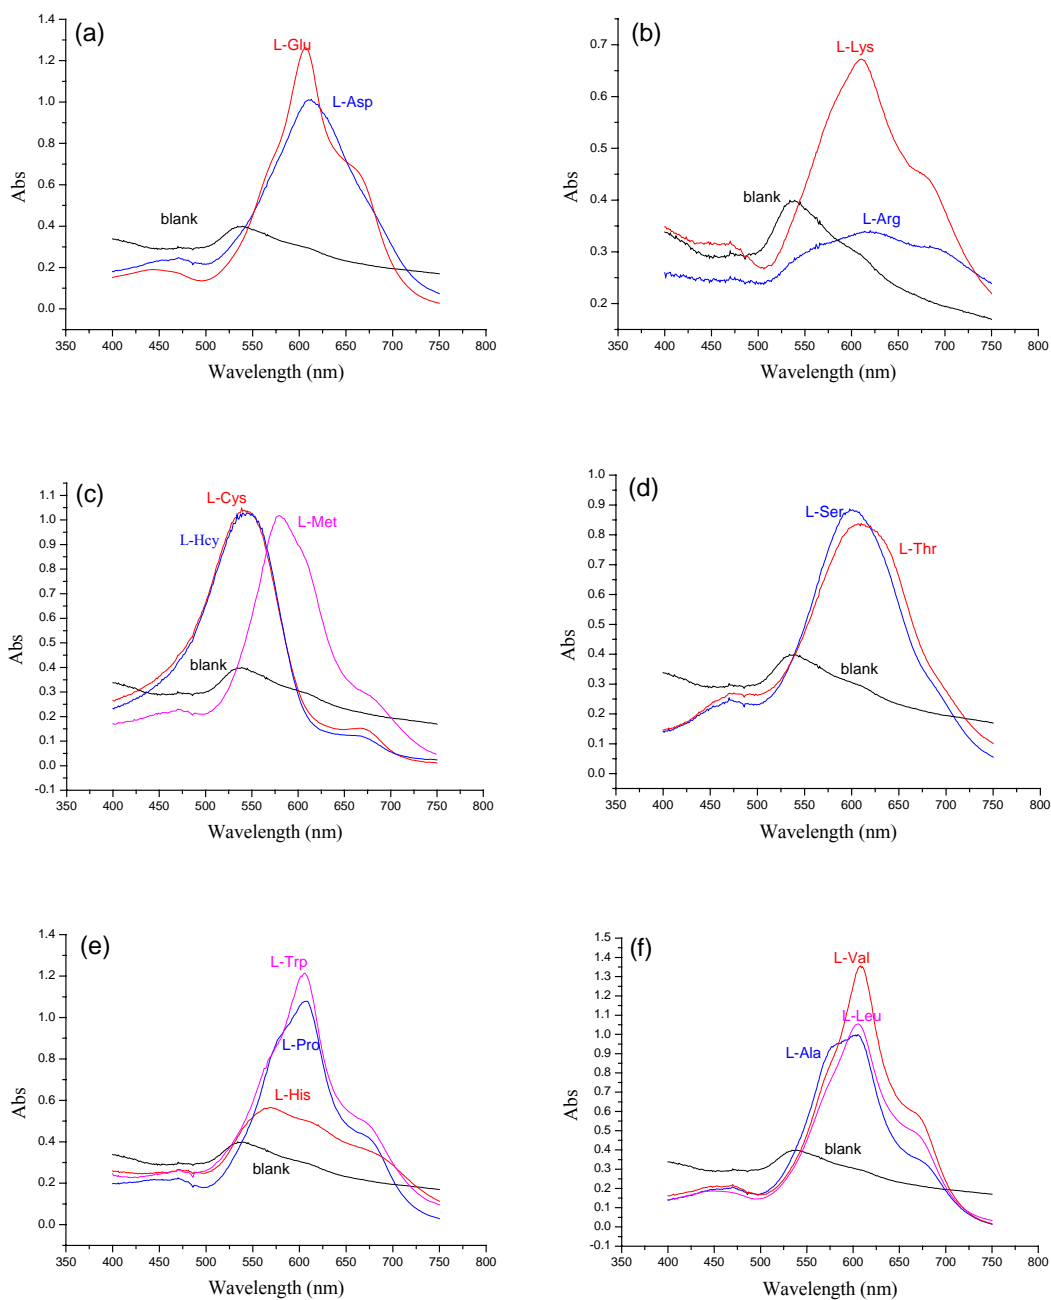 (a)
L-Glu
L-Asp
blank
1.4
1.2
1.0
0.8
0.6
0.4
0.2
0.0
Abs
350 400 450 500 550 600 650 700 750 800
Wavelength (nm)
(b)
L-Lys
blank
L-Arg
0.7
0.6
0.5
0.4
0.3
0.2
Abs
350 400 450 500 550 600 650 700 750 800
Wavelength (nm)
(c)
L-Cys
L-Hcy
L-Met
blank
1.1
1.0
0.9
0.8
0.7
0.6
0.5
0.4
0.3
0.2
0.1
0.0
-0.1
Abs
350 400 450 500 550 600 650 700 750 800
Wavelength (nm)
(d)
L-Ser
L-Thr
blank
1.0
0.9
0.8
0.7
0.6
0.5
0.4
0.3
0.2
0.1
0.0
Abs
350 400 450 500 550 600 650 700 750 800
Wavelength (nm)
(e)
L-Trp
L-Pro
L-His
blank
1.4
1.2
1.0
0.8
0.6
0.4
0.2
0.0
Abs
350 400 450 500 550 600 650 700 750 800
Wavelength (nm)
(f)
L-Val
L-Leu
L-Ala
blank
1.5
1.4
1.3
1.2
1.1
1.0
0.9
0.8
0.7
0.6
0.5
0.4
0.3
0.2
0.1
0.0
-0.1
Abs
350 400 450 500 550 600 650 700 750 800
Wavelength (nm)